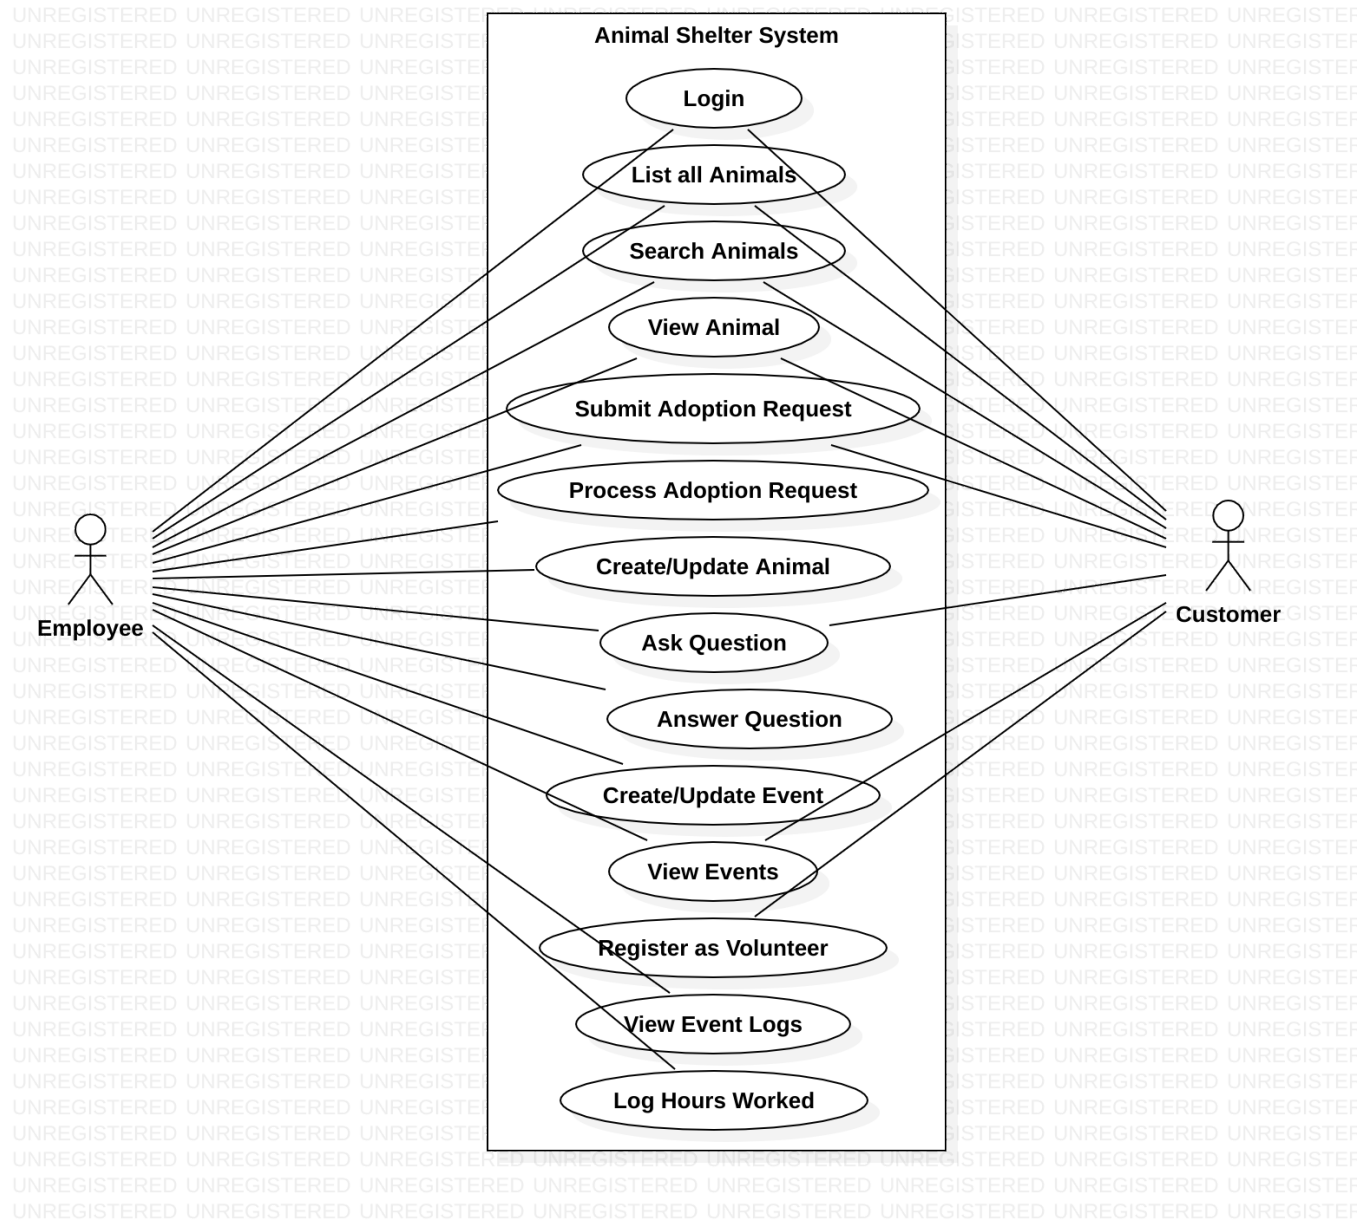 Animal Shelter System
Login
List all Animals
Search Animals
View Animal
Submit Adoption Request
Process Adoption Request
Create/Update Animal
Employee
Customer
Ask Question
Answer Question
Create/Update Event
View Events
Register as Volunteer
View Event Logs
Log Hours Worked
UNREGISTERED